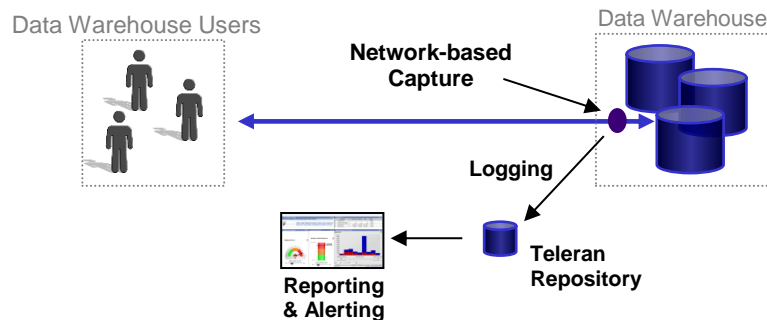 Data Warehouse Users
Data Warehouse
Network-based
Capture
Logging
Teleran
Repository
Reporting
& Alerting